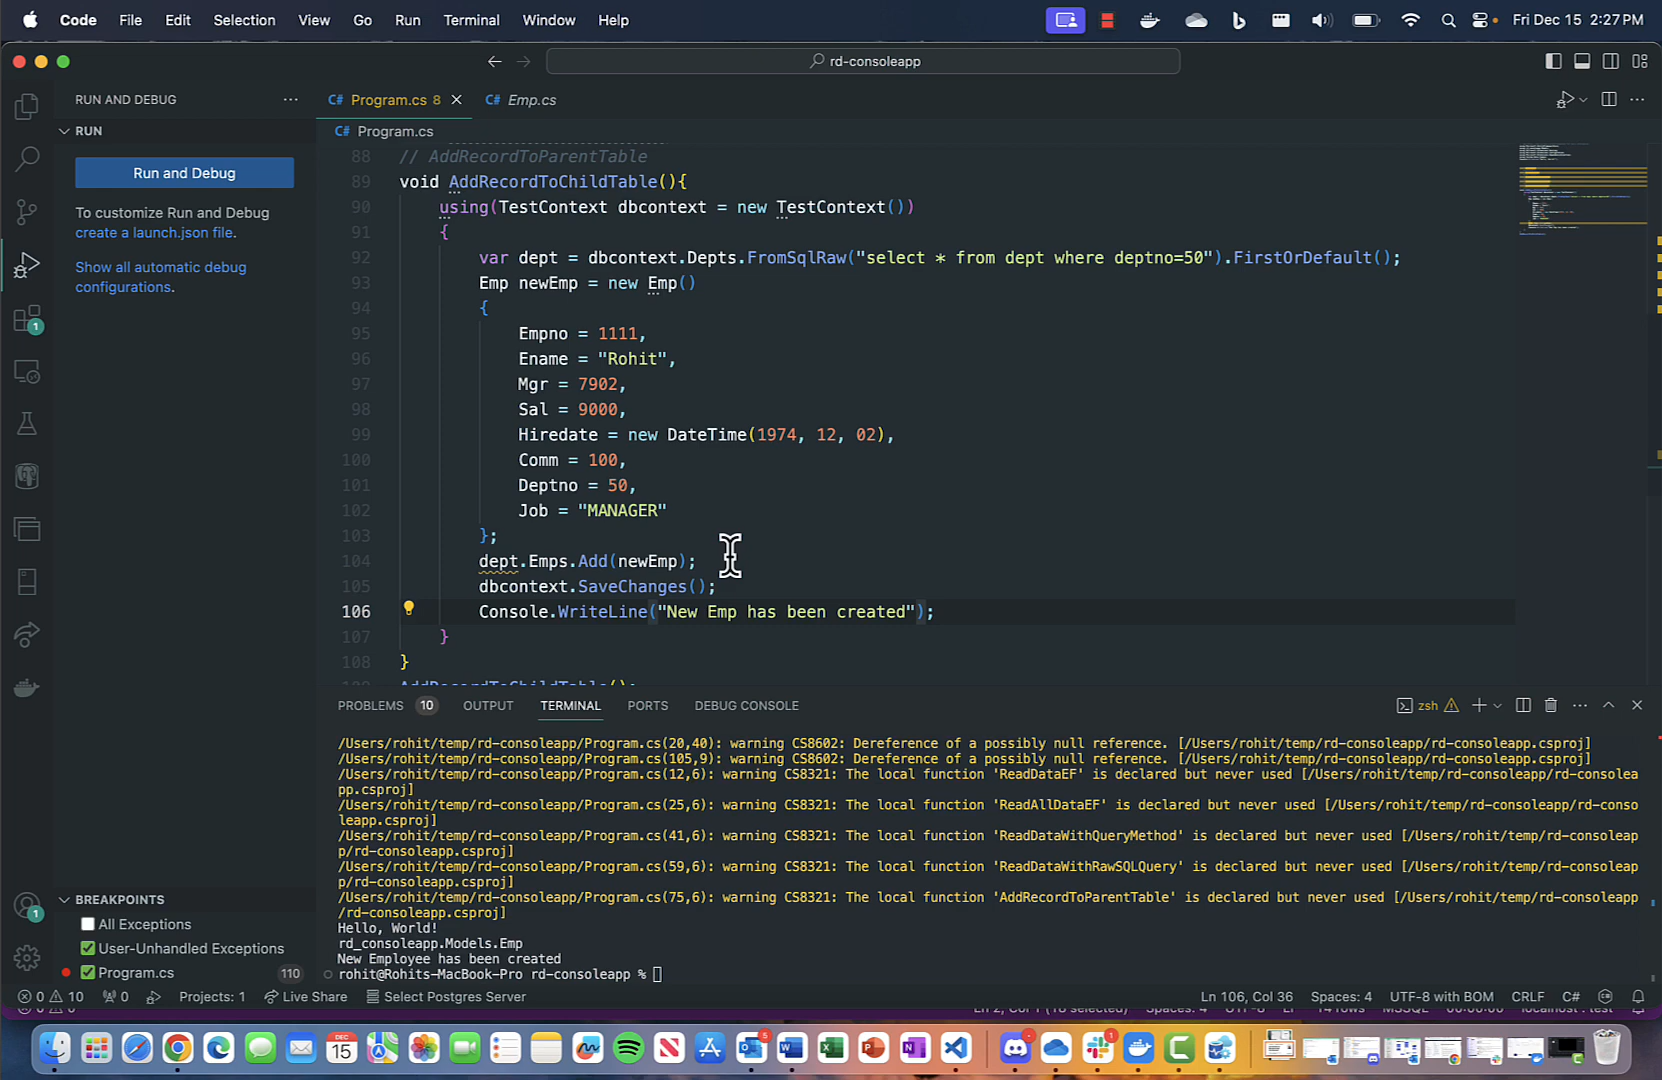 Code File Edit Selection View Go Run Terminal Window Help Fri Dec 15 2:27 PM
rd-consoleapp
RUN AND DEBUG
RUN
Run and Debug
To customize Run and Debug
create a launch.json file.
Show all automatic debug
configurations.
C# Program.cs 8 C# Emp.cs
C# Program.cs
88 // AddRecordToParentTable
89 void AddRecordToChildTable(){
90 using(TestContext dbcontext = new TestContext())
91 {
92 var dept = dbcontext.Depts.FromSqlRaw("select * from dept where deptno=50").FirstOrDefault();
93 Emp newEmp = new Emp()
94 {
95 Empno = 1111,
96 Ename = "Rohit",
97 Mgr = 7902,
98 Sal = 9000,
99 Hiredate = new DateTime(1974, 12, 02),
100 Comm = 100,
101 Deptno = 50,
102 Job = "MANAGER"
103 };
104 dept.Emps.Add(newEmp);
105 dbcontext.SaveChanges();
106 Console.WriteLine("New Emp has been created");
107 }
108 }
PROBLEMS 10 OUTPUT TERMINAL PORTS DEBUG CONSOLE zsh
/Users/rohit/temp/rd-consoleapp/Program.cs(20,40): warning CS8602: Dereference of a possibly null reference. [/Users/rohit/temp/rd-consoleapp/rd-consoleapp.csproj]
/Users/rohit/temp/rd-consoleapp/Program.cs(105,9): warning CS8602: Dereference of a possibly null reference. [/Users/rohit/temp/rd-consoleapp/rd-consoleapp.csproj]
/Users/rohit/temp/rd-consoleapp/Program.cs(12,6): warning CS8321: The local function 'ReadDataEF' is declared but never used [/Users/rohit/temp/rd-consoleapp/rd-consolea
pp.csproj]
/Users/rohit/temp/rd-consoleapp/Program.cs(25,6): warning CS8321: The local function 'ReadAllDataEF' is declared but never used [/Users/rohit/temp/rd-consoleapp/rd-conso
leapp.csproj]
/Users/rohit/temp/rd-consoleapp/Program.cs(41,6): warning CS8321: The local function 'ReadDataWithQueryMethod' is declared but never used [/Users/rohit/temp/rd-consoleap
p/rd-consoleapp.csproj]
/Users/rohit/temp/rd-consoleapp/Program.cs(59,6): warning CS8321: The local function 'ReadDataWithRawSQLQuery' is declared but never used [/Users/rohit/temp/rd-consoleap
p/rd-consoleapp.csproj]
/Users/rohit/temp/rd-consoleapp/Program.cs(75,6): warning CS8321: The local function 'AddRecordToParentTable' is declared but never used [/Users/rohit/temp/rd-consoleapp
/rd-consoleapp.csproj]
Hello, World!
rd_consoleapp.Models.Emp
New Employee has been created
rohit@Rohits-MacBook-Pro rd-consoleapp %
BREAKPOINTS
All Exceptions
User-Unhandled Exceptions
Program.cs 110
0 10 0 Projects: 1 Live Share Select Postgres Server Ln 106, Col 36 Spaces: 4 UTF-8 with BOM CRLF C#